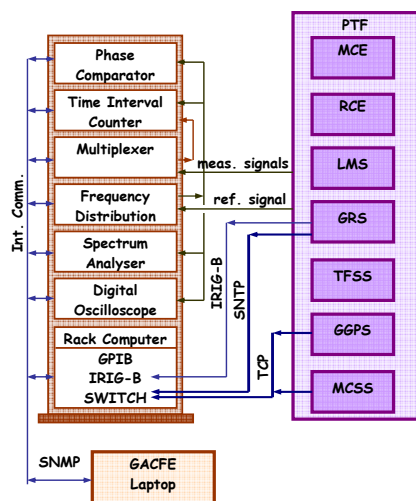 PTF
MCE
RCE
LMS
GRS
TFSS
GGPS
MCSS
Phase
Comparator
Time Interval
Counter
Multiplexer
Frequency
Distribution
Spectrum
Analyser
Digital
Oscilloscope
Rack Computer
GPIB
IRIG-B
SWITCH
Int. Comm.
meas. signals
ref. signal
IRIG-B
SNTP
TCP
SNMP
GACFE
Laptop